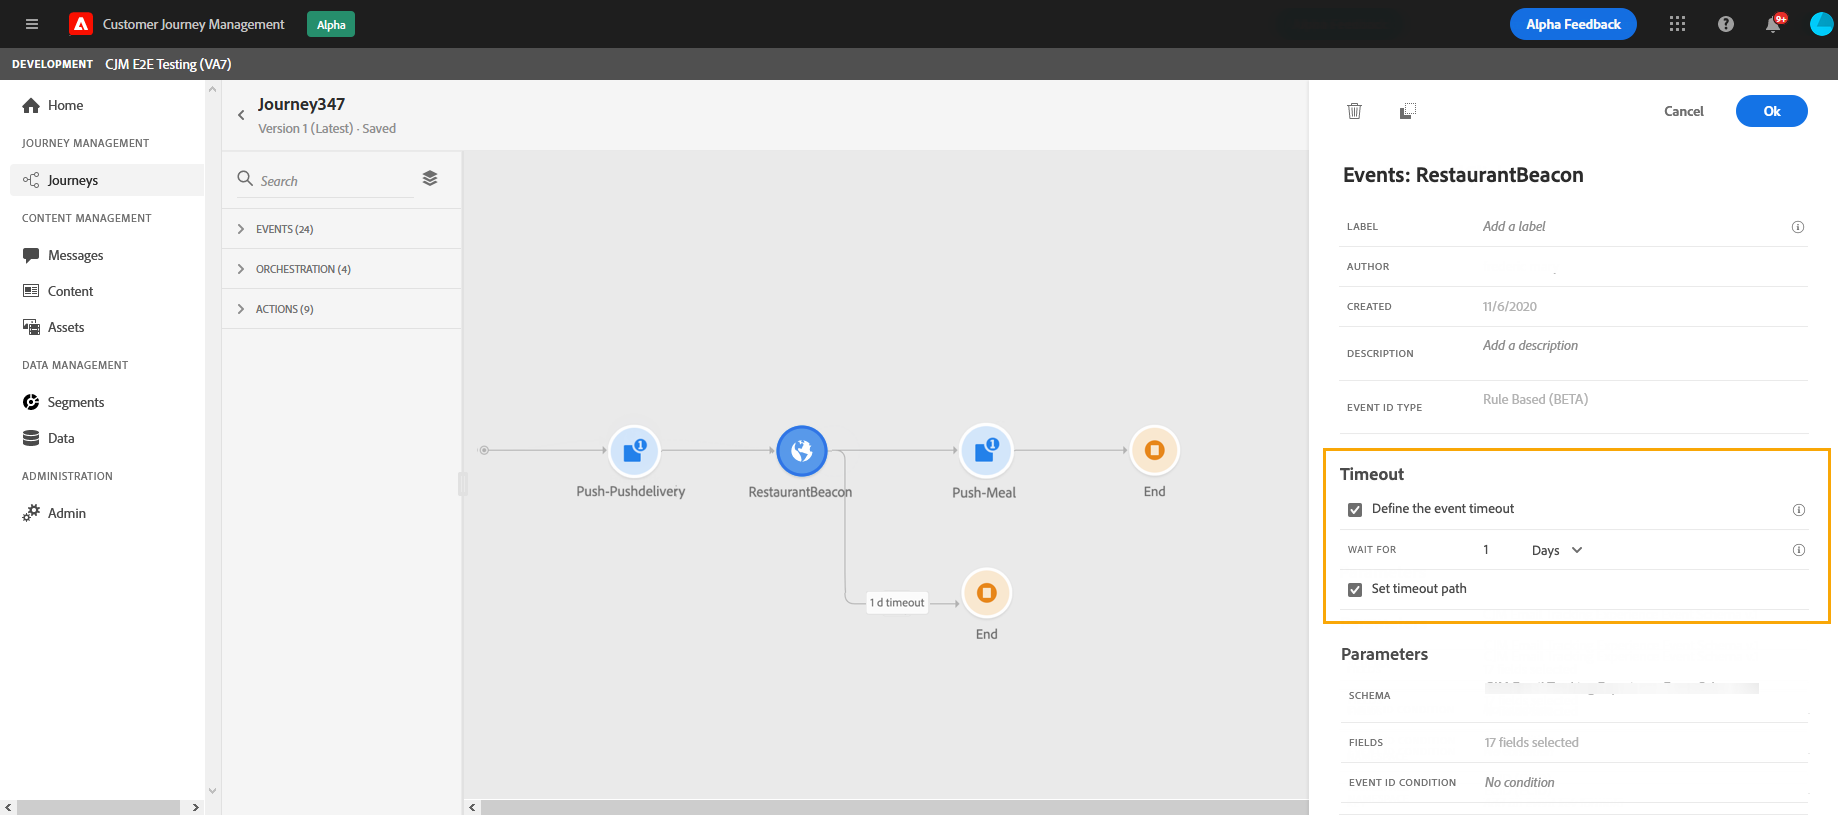 Customer Journey Management
Alpha
Alpha Feedback
9+
DEVELOPMENT CJM E2E Testing (VA7)
Home
JOURNEY MANAGEMENT
Journeys
CONTENT MANAGEMENT
Messages
Content
Assets
DATA MANAGEMENT
Segments
Data
ADMINISTRATION
Admin
Journey347
Version 1 (Latest) · Saved
Search
EVENTS (24)
ORCHESTRATION (4)
ACTIONS (9)
1
Push-Pushdelivery
RestaurantBeacon
1
Push-Meal
End
1 d timeout
End
Cancel
Ok
Events: RestaurantBeacon
LABEL Add a label
AUTHOR
CREATED 11/6/2020
DESCRIPTION Add a description
EVENT ID TYPE Rule Based (BETA)
Timeout
Define the event timeout
WAIT FOR 1 Days
Set timeout path
Parameters
SCHEMA
FIELDS 17 fields selected
EVENT ID CONDITION No condition